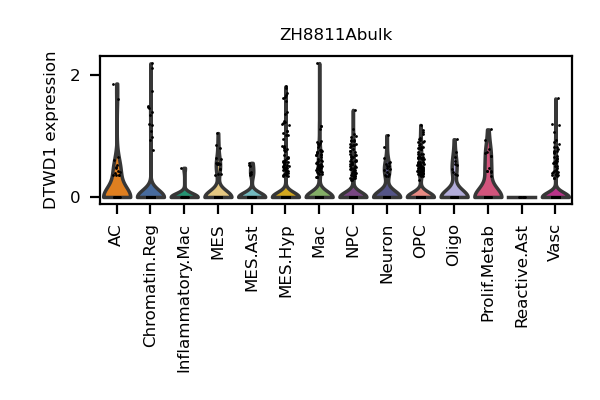 ZH8811Abulk
DTWD1 expression
2
0
AC
Chromatin.Reg
Inflammatory.Mac
MES
MES.Ast
MES.Hyp
Mac
NPC
Neuron
OPC
Oligo
Prolif.Metab
Reactive.Ast
Vasc